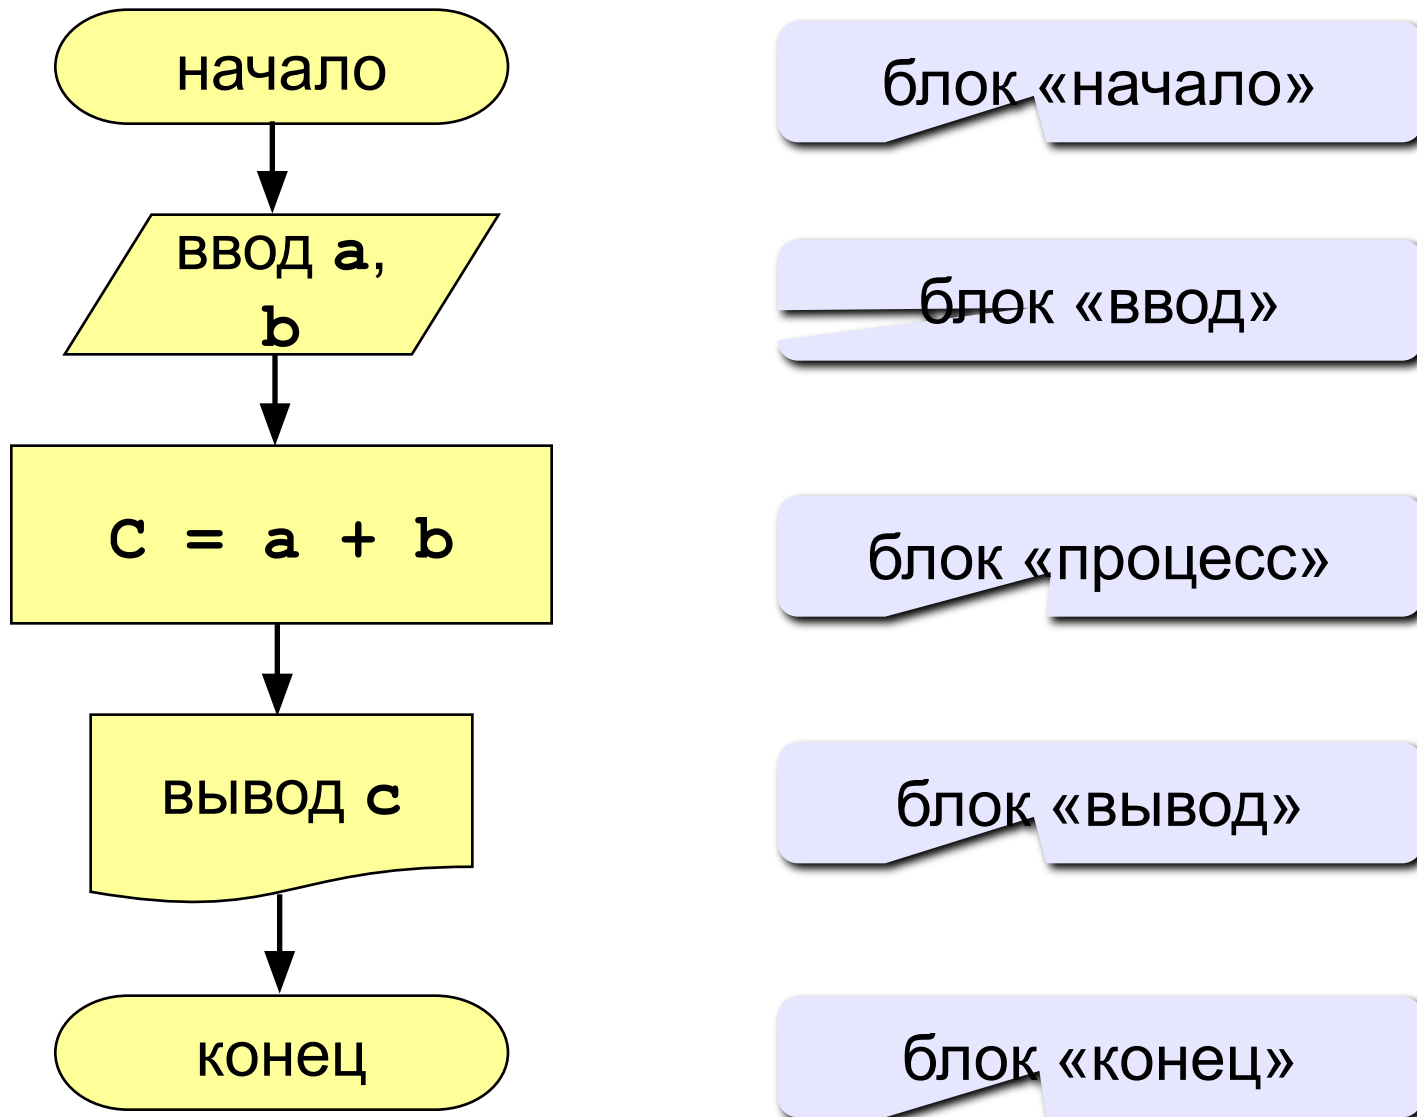 начало
блок «начало»
ввод a,
b
блок «ввод»
C = a + b
блок «процесс»
вывод c
блок «вывод»
конец
блок «конец»